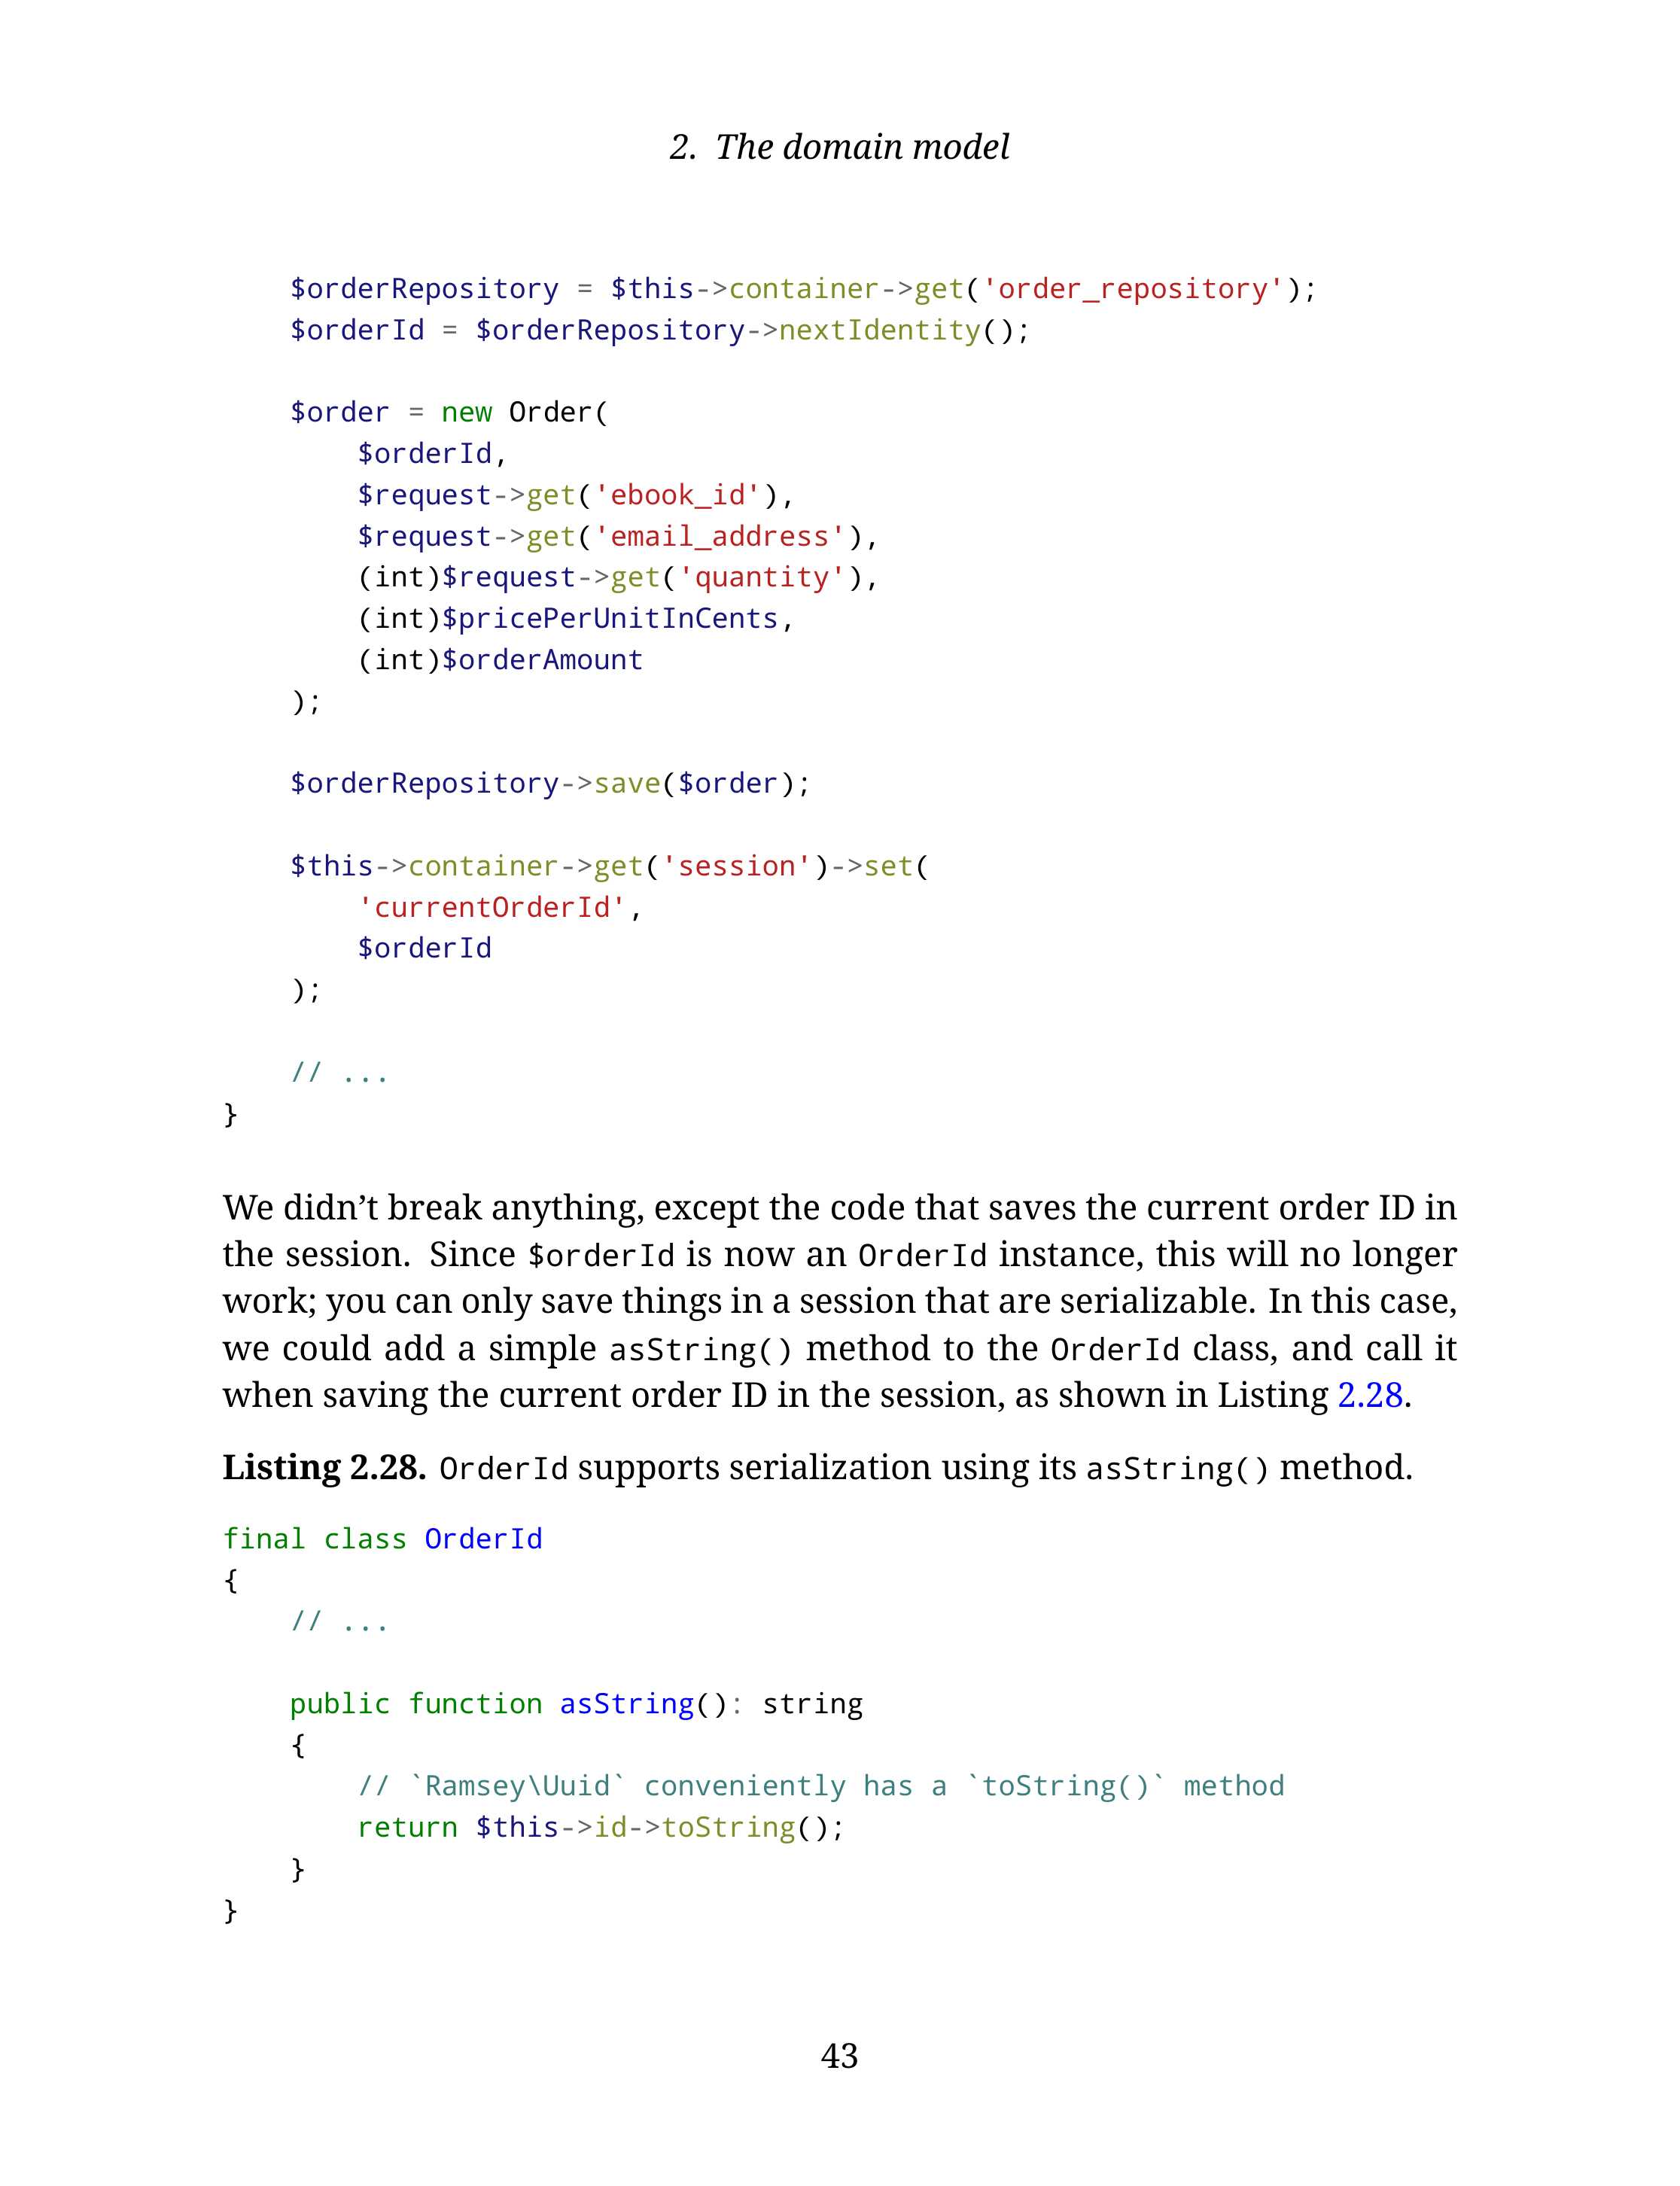 2. The domain model
$orderRepository = $this->container->get('order_repository');
$orderId = $orderRepository->nextIdentity();
$order = new Order(
$orderId,
$request->get('ebook_id'),
$request->get('email_address'),
(int)$request->get('quantity'),
(int)$pricePerUnitInCents,
(int)$orderAmount
);
$orderRepository->save($order);
$this->container->get('session')->set(
'currentOrderId',
$orderId
);
// ...
}
We didn’t break anything, except the code that saves the current order ID in
the session. Since $orderId is now an OrderId instance, this will no longer
work; you can only save things in a session that are serializable. In this case,
we could add a simple asString() method to the OrderId class, and call it
when saving the current order ID in the session, as shown in Listing 2.28.
Listing 2.28. OrderId supports serialization using its asString() method.
final class OrderId
{
// ...
public function asString(): string
{
// `Ramsey\Uuid` conveniently has a `toString()` method
return $this->id->toString();
}
}
43